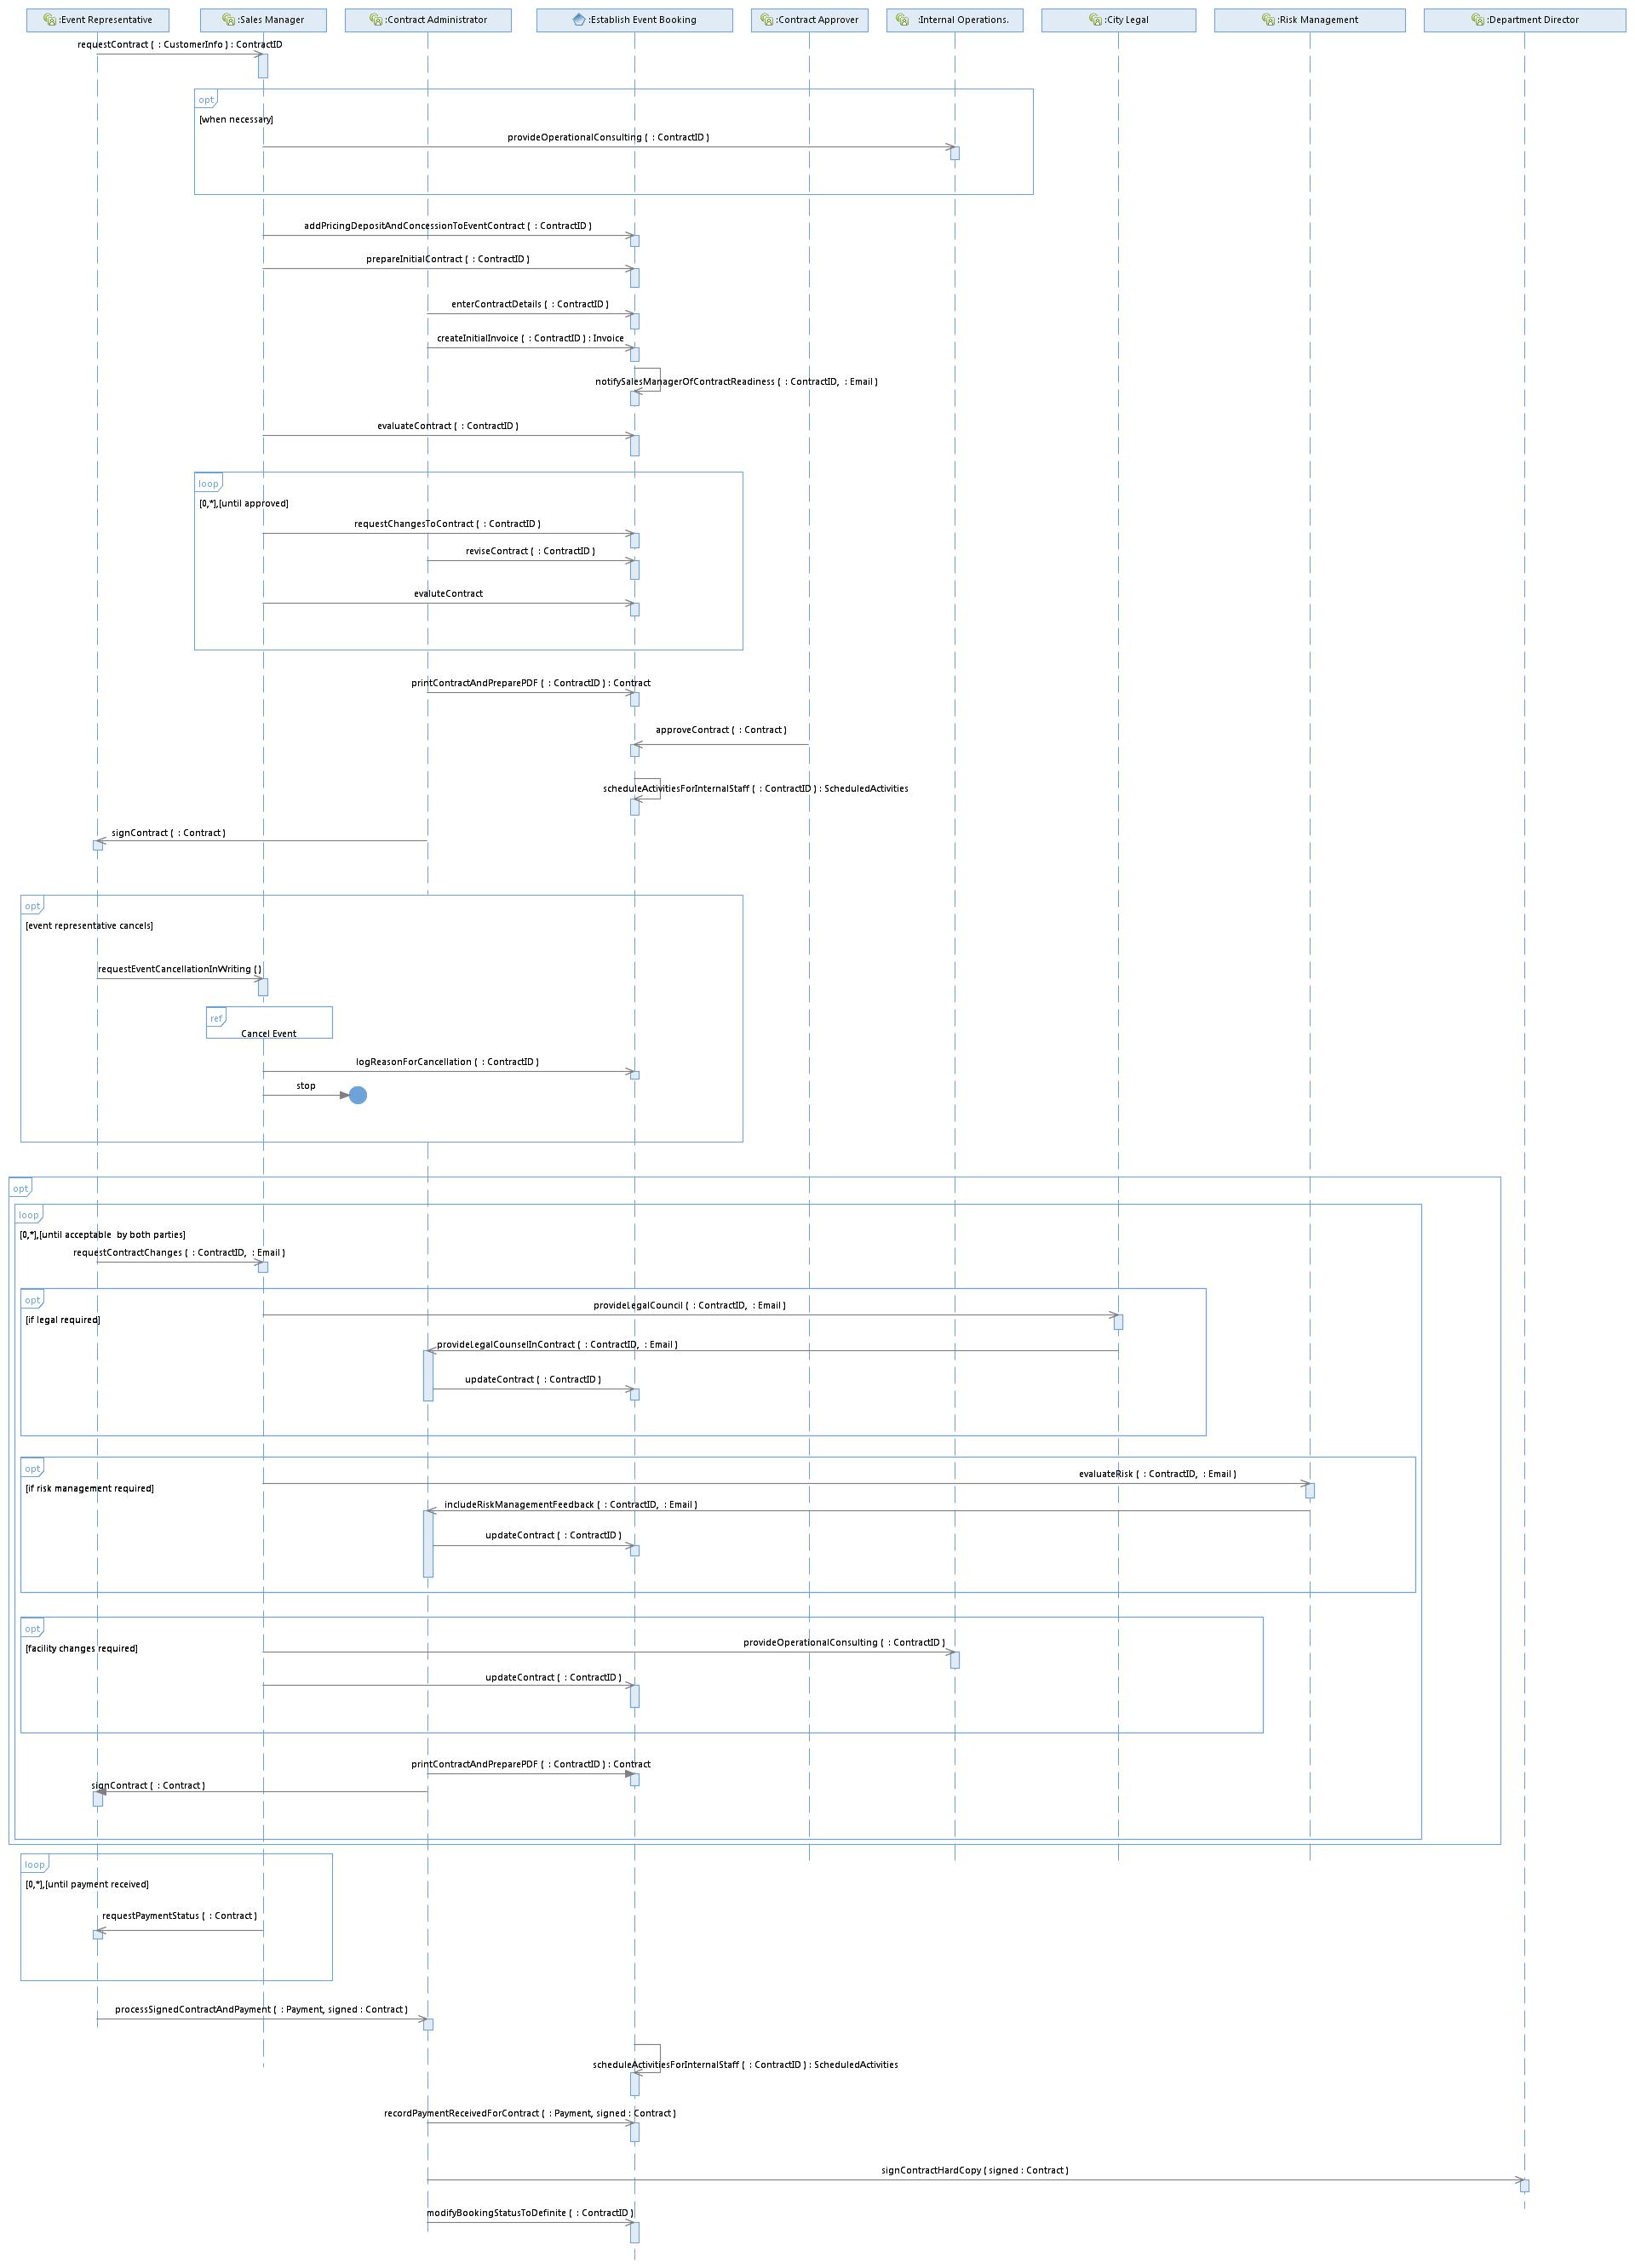 :Event Representative
:Sales Manager
:Contract Administrator
:Establish Event Booking
:Contract Approver
:Internal Operations.
:City Legal
:Risk Management
:Department Director
requestContract ( : CustomerInfo ) : ContractID
opt
[when necessary]
provideOperationalConsulting ( : ContractID )
addPricingDepositAndConcessionToEventContract ( : ContractID )
prepareInitialContract ( : ContractID )
enterContractDetails ( : ContractID )
createInitialInvoice ( : ContractID ) : Invoice
notifySalesManagerOfContractReadiness ( : ContractID, : Email )
evaluateContract ( : ContractID )
loop
[0,*],[until approved]
requestChangesToContract ( : ContractID )
reviseContract ( : ContractID )
evaluteContract
printContractAndPreparePDF ( : ContractID ) : Contract
approveContract ( : Contract )
scheduleActivitiesForInternalStaff ( : ContractID ) : ScheduledActivities
signContract ( : Contract )
opt
[event representative cancels]
requestEventCancellationInWriting ()
ref
Cancel Event
logReasonForCancellation ( : ContractID )
stop
opt
loop
[0,*],[until acceptable by both parties]
requestContractChanges ( : ContractID, : Email )
opt
provideLegalCouncil ( : ContractID, : Email )
[if legal required]
provideLegalCounselInContract ( : ContractID, : Email )
updateContract ( : ContractID )
opt
evaluateRisk ( : ContractID, : Email )
[if risk management required]
includeRiskManagementFeedback ( : ContractID, : Email )
updateContract ( : ContractID )
opt
provideOperationalConsulting ( : ContractID )
[facility changes required]
updateContract ( : ContractID )
printContractAndPreparePDF ( : ContractID ) : Contract
signContract ( : Contract )
loop
[0,*],[until payment received]
requestPaymentStatus ( : Contract )
processSignedContractAndPayment ( : Payment, signed : Contract )
scheduleActivitiesForInternalStaff ( : ContractID ) : ScheduledActivities
recordPaymentReceivedForContract ( : Payment, signed : Contract )
signContractHardCopy ( signed : Contract )
modifyBookingStatusToDefinite ( : ContractID )